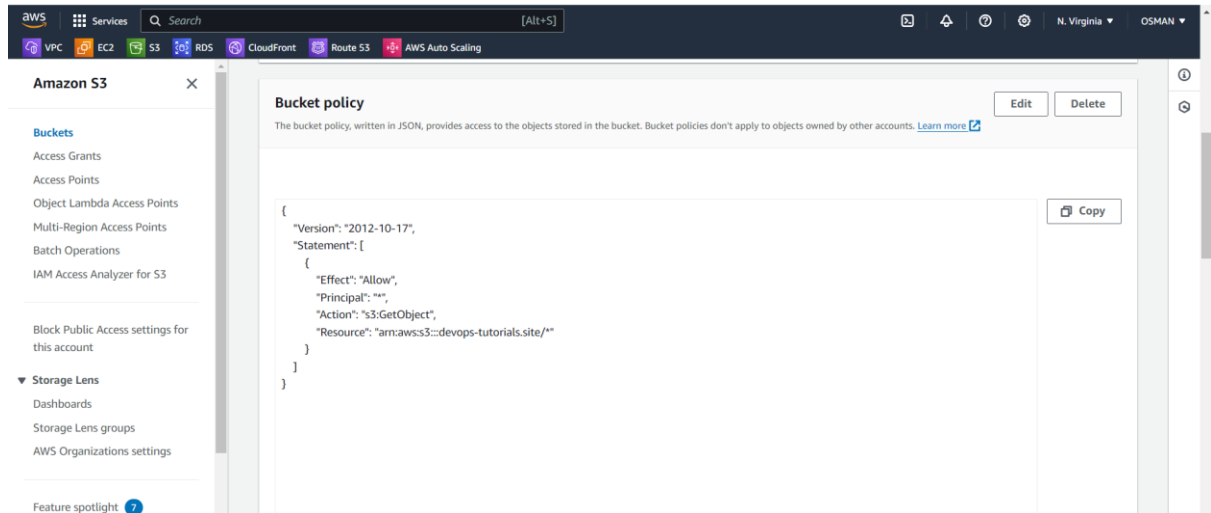 aws Services Search [Alt+S] N. Virginia OSMAN
VPC EC2 S3 RDS CloudFront Route 53 AWS Auto Scaling
Amazon S3
Buckets
Access Grants
Access Points
Object Lambda Access Points
Multi-Region Access Points
Batch Operations
IAM Access Analyzer for S3
Block Public Access settings for
this account
Storage Lens
Dashboards
Storage Lens groups
AWS Organizations settings
Feature spotlight 7
Bucket policy
Edit Delete
The bucket policy, written in JSON, provides access to the objects stored in the bucket. Bucket policies don't apply to objects owned by other accounts. Learn more
Copy
{
"Version": "2012-10-17",
"Statement": [
{
"Effect": "Allow",
"Principal": "*",
"Action": "s3:GetObject",
"Resource": "arn:aws:s3:::devops-tutorials.site/*"
}
]
}